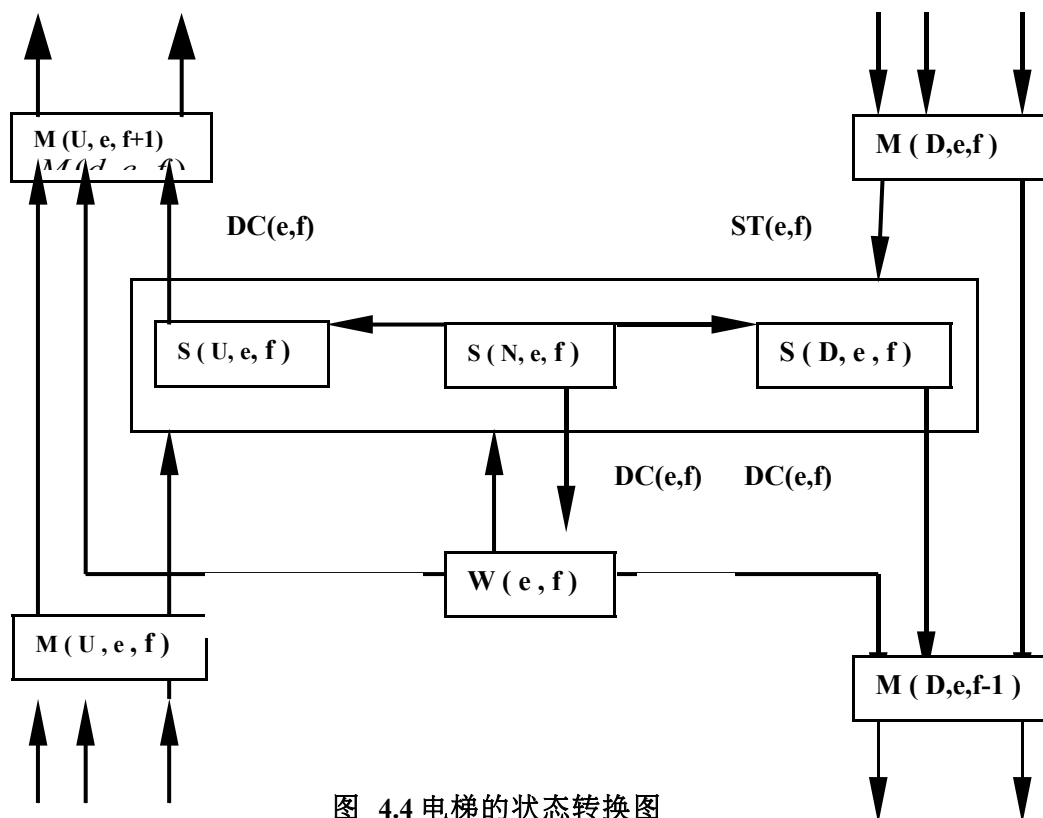 M (U, e, f+1)
M(d, e, f)
M ( D,e,f )
DC(e,f)
ST(e,f)
S ( U, e, f )
S ( N, e, f )
S ( D, e , f )
DC(e,f)
DC(e,f)
W ( e , f )
M ( U , e , f )
M ( D,e,f-1 )
图 4.4 电梯的状态转换图